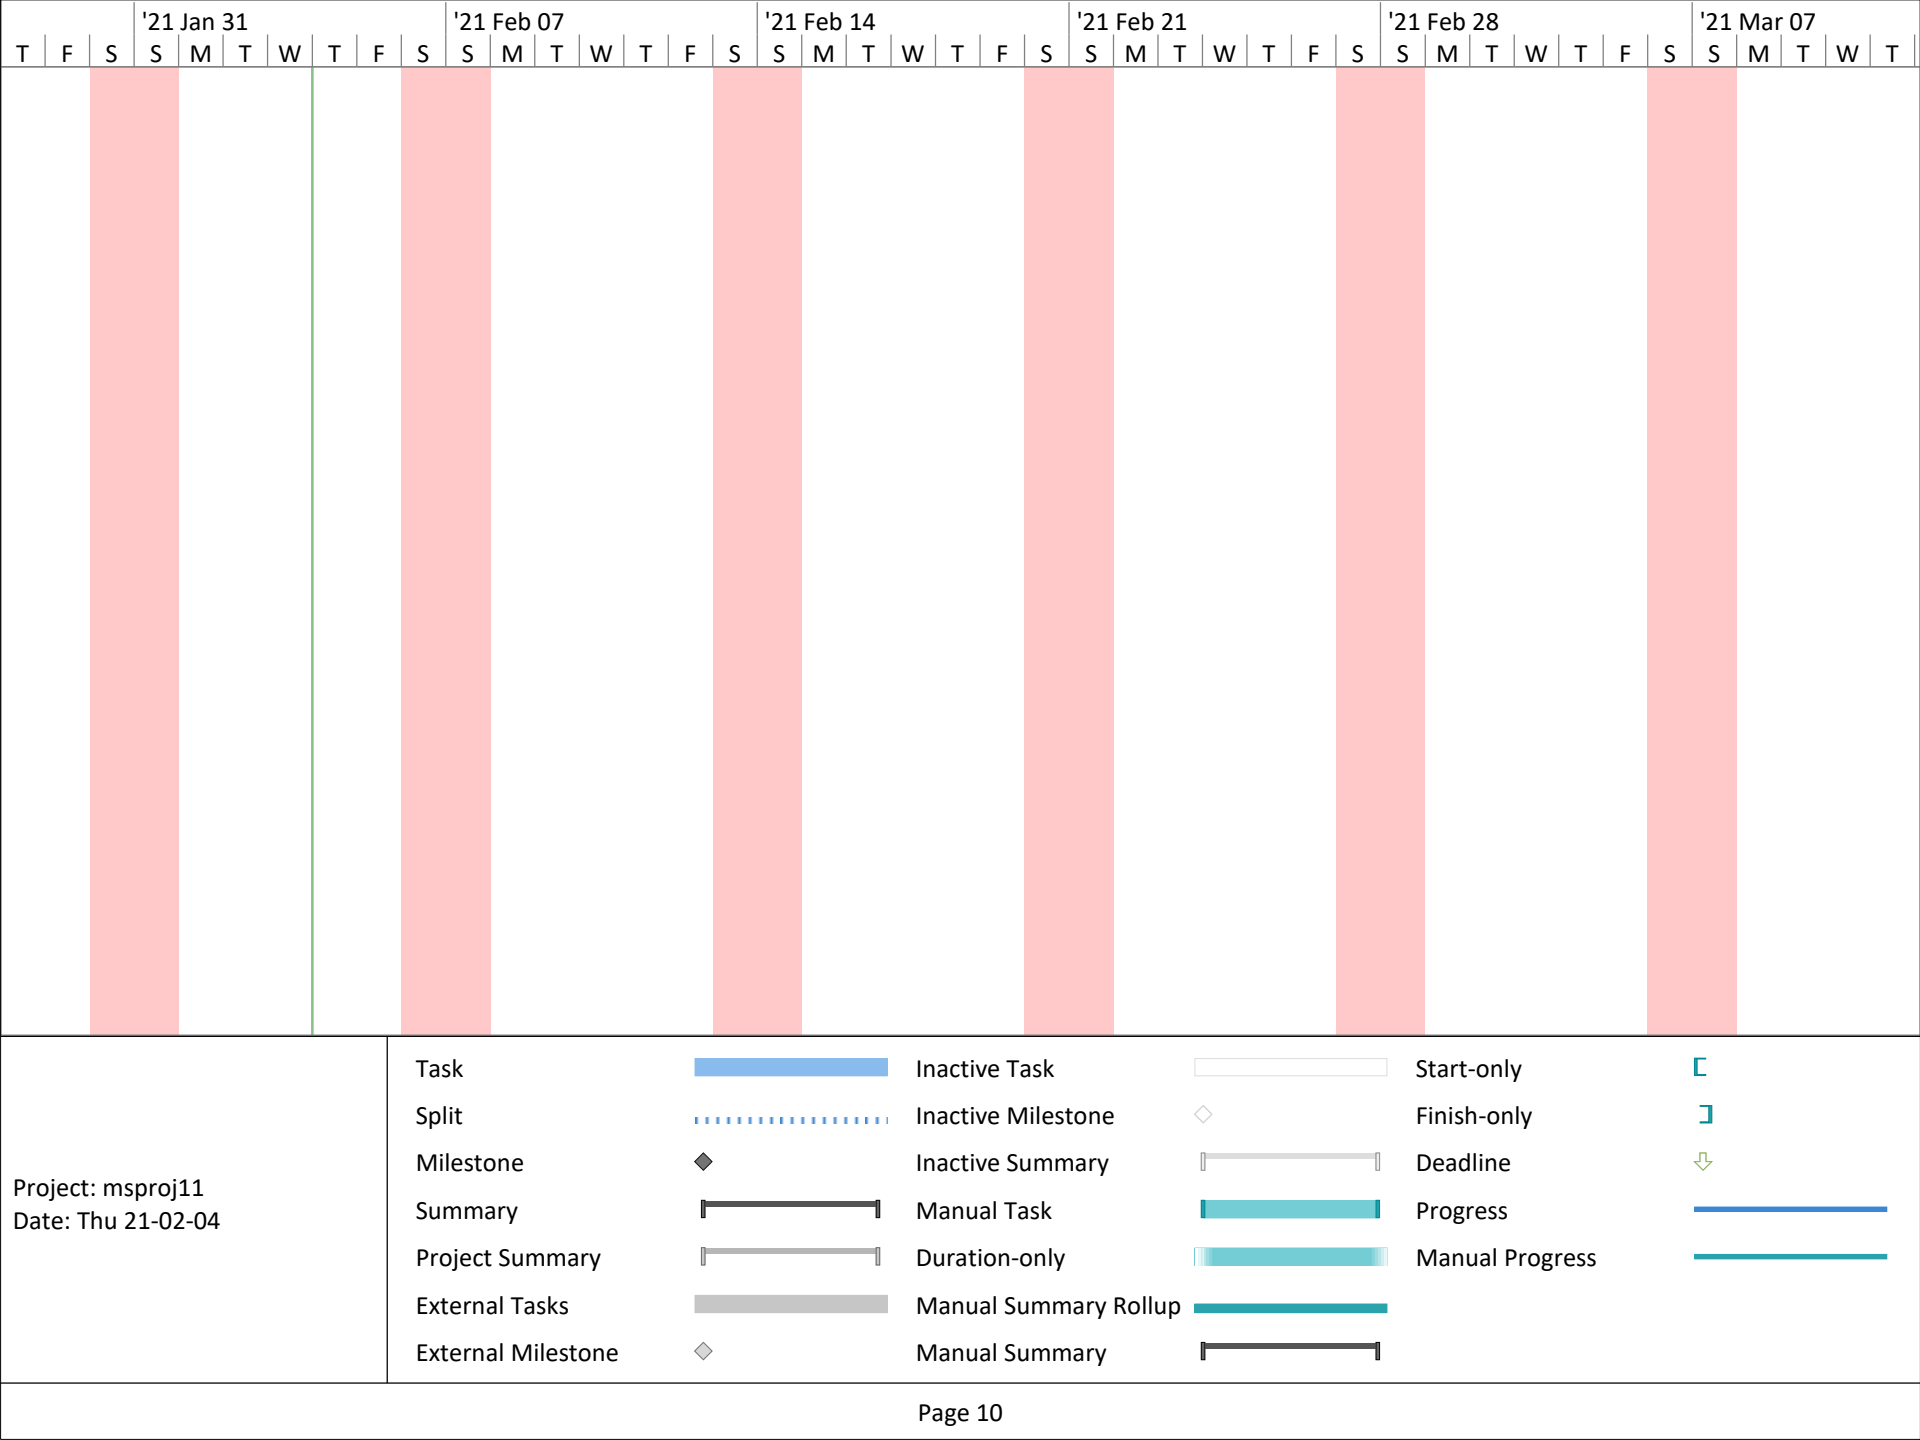 '21 Jan 31 '21 Feb 07 '21 Feb 14 '21 Feb 21 '21 Feb 28 '21 Mar 07
T F S S M T W T F S S M T W T F S S M T W T F S S M T W T F S S M T W T F S S M T W T
Task Inactive Task Start-only
Split Inactive Milestone Finish-only
Milestone Inactive Summary Deadline
Project: msproj11
Date: Thu 21-02-04
Summary Manual Task Progress
Project Summary Duration-only Manual Progress
External Tasks Manual Summary Rollup
External Milestone Manual Summary
Page 10